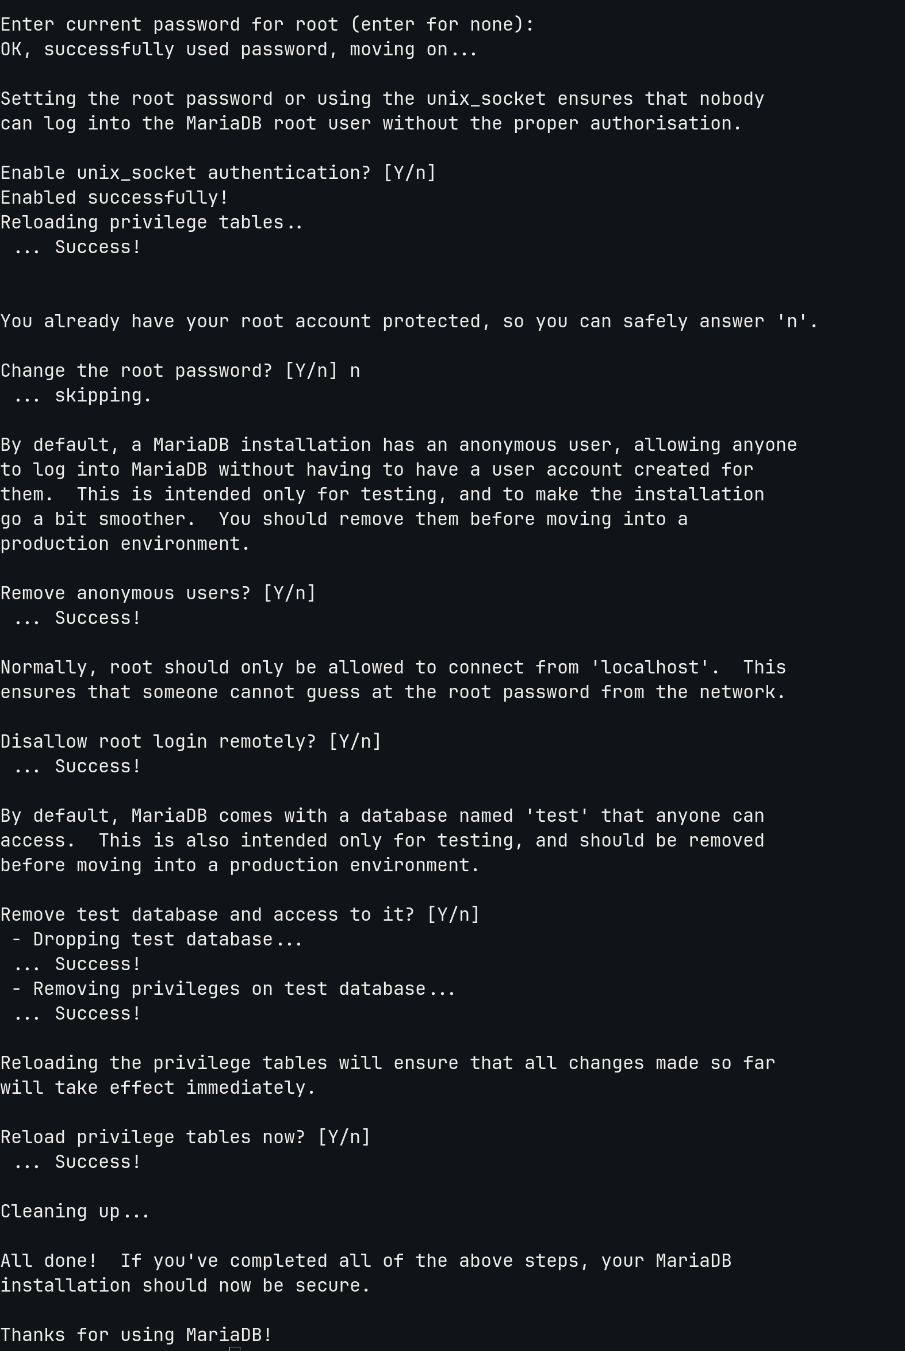 Enter current password for root (enter for none):
OK, successfully used password, moving on...
Setting the root password or using the unix_socket ensures that nobody
can log into the MariaDB root user without the proper authorisation.
Enable unix_socket authentication? [Y/n]
Enabled successfully!
Reloading privilege tables..
 ... Success!
You already have your root account protected, so you can safely answer 'n'.
Change the root password? [Y/n] n
 ... skipping.
By default, a MariaDB installation has an anonymous user, allowing anyone
to log into MariaDB without having to have a user account created for
them.  This is intended only for testing, and to make the installation
go a bit smoother.  You should remove them before moving into a
production environment.
Remove anonymous users? [Y/n]
 ... Success!
Normally, root should only be allowed to connect from 'localhost'.  This
ensures that someone cannot guess at the root password from the network.
Disallow root login remotely? [Y/n]
 ... Success!
By default, MariaDB comes with a database named 'test' that anyone can
access.  This is also intended only for testing, and should be removed
before moving into a production environment.
Remove test database and access to it? [Y/n]
 - Dropping test database...
 ... Success!
 - Removing privileges on test database...
 ... Success!
Reloading the privilege tables will ensure that all changes made so far
will take effect immediately.
Reload privilege tables now? [Y/n]
 ... Success!
Cleaning up...
All done!  If you've completed all of the above steps, your MariaDB
installation should now be secure.
Thanks for using MariaDB!